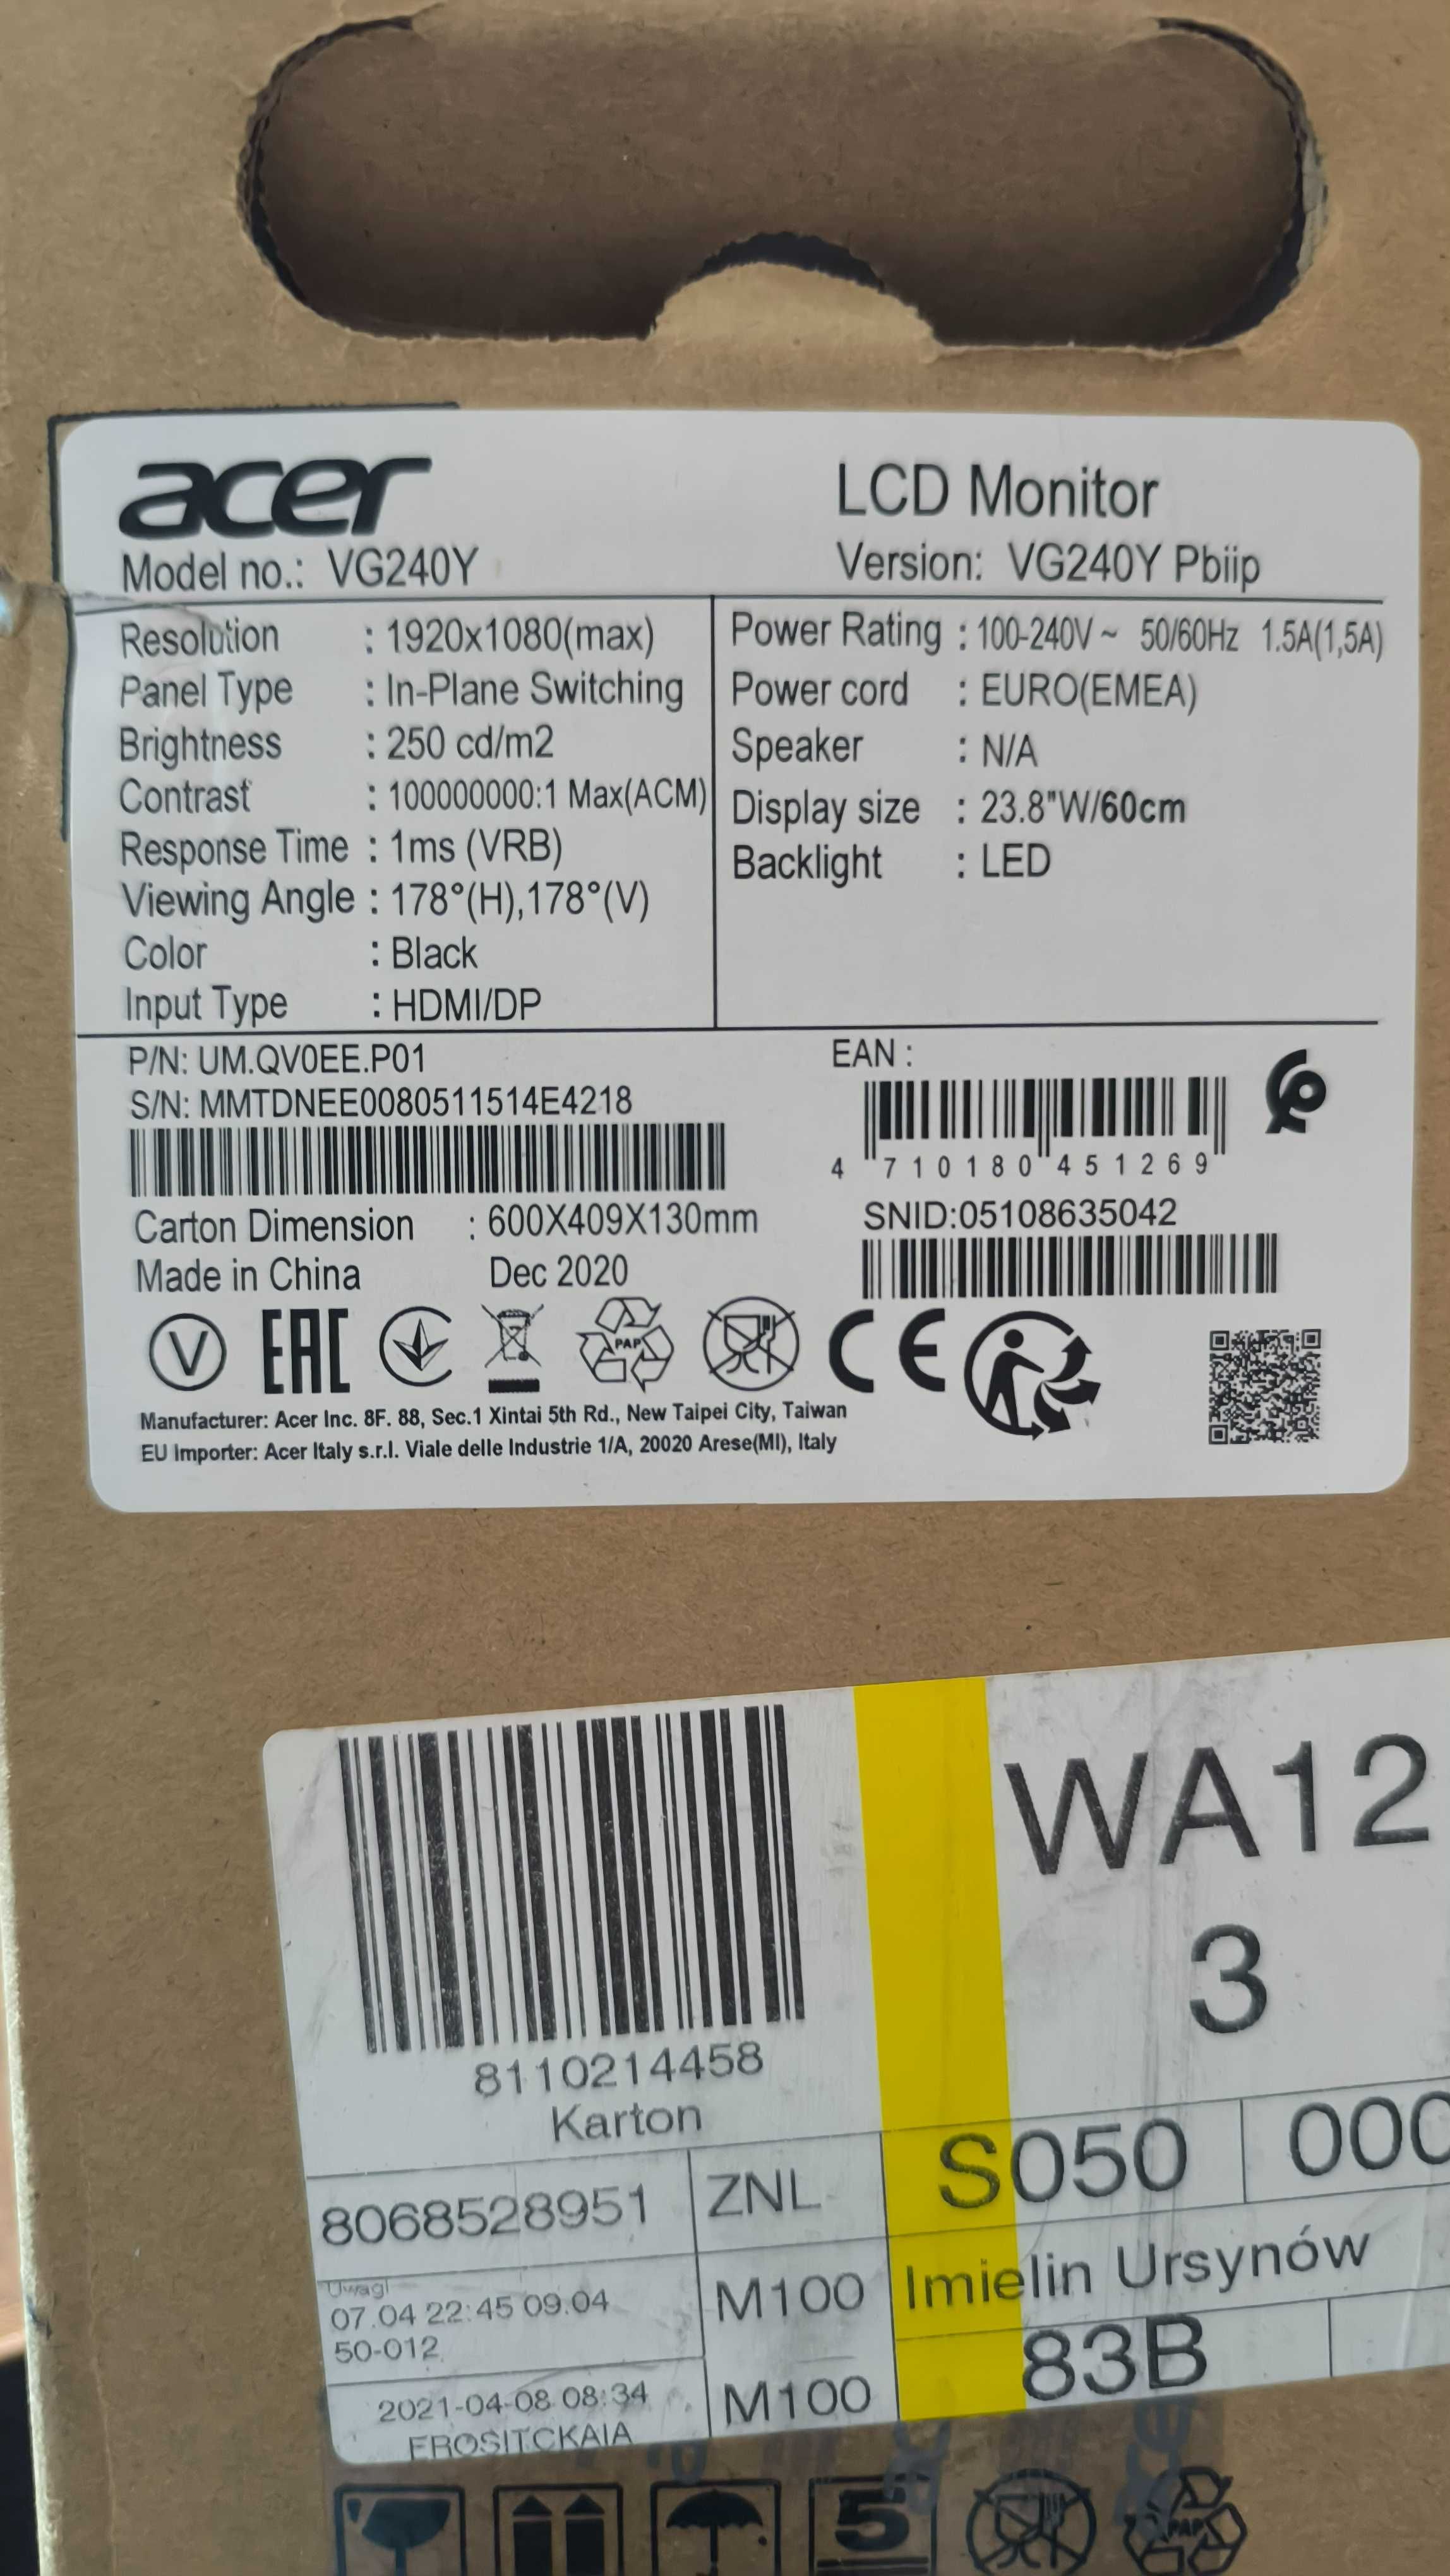 acer
LCD Monitor
Model no.: VG240Y
Version: VG240Y Pbiip
Resolution : 1920x1080(max)
Panel Type : In-Plane Switching
Brightness : 250 cd/m2
Contrast : 100000000:1 Max(ACM)
Response Time : 1ms (VRB)
Viewing Angle : 178°(H),178°(V)
Color : Black
Input Type : HDMI/DP
Power Rating : 100-240V ~ 50/60Hz 1.5A(1,5A)
Power cord : EURO(EMEA)
Speaker : N/A
Display size : 23.8"W/60cm
Backlight : LED
P/N: UM.QV0EE.P01
S/N: MMTDNEE0080511514E4218
Carton Dimension : 600X409X130mm
Made in China Dec 2020
EAN :
4 710180 451269
SNID:05108635042
V EAC PAP CE
Manufacturer: Acer Inc. 8F. 88, Sec.1 Xintai 5th Rd., New Taipei City, Taiwan
EU Importer: Acer Italy s.r.l. Viale delle Industrie 1/A, 20020 Arese(MI), Italy
8110214458
Karton
WA12
3
8068528951
ZNL
S050
000
Uwagi
07.04 22:45 09.04
50-012
M100
Imielin Ursynów
2021-04-08 08:34
FROSITCKAIA
M100
83B
5
PAP